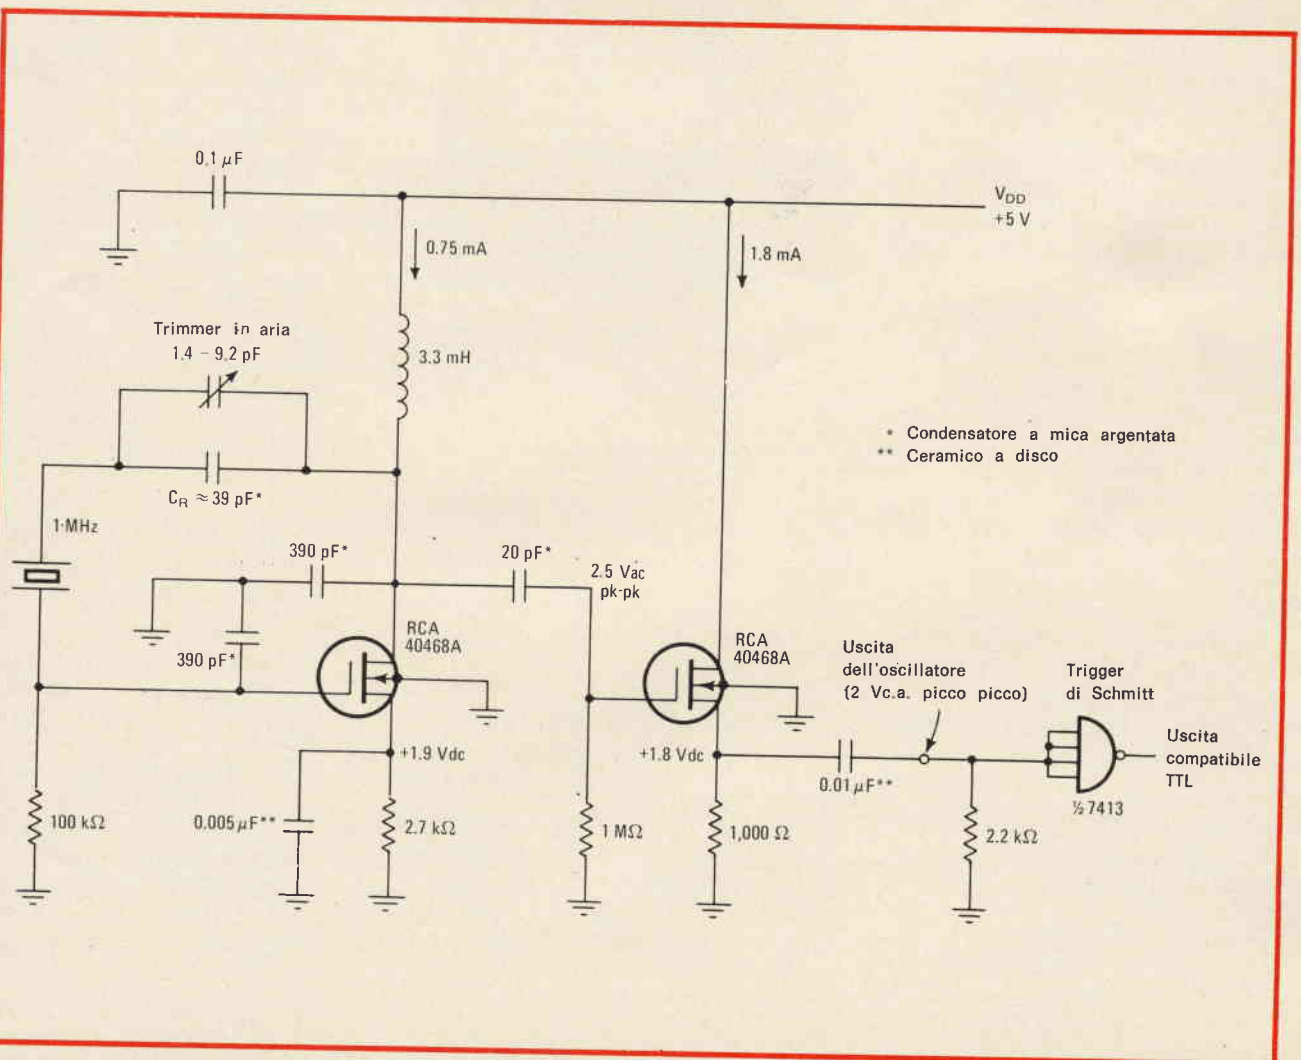 0.1 µF
V_DD
+5 V
0.75 mA
1.8 mA
Trimmer in aria
1.4 – 9.2 pF
3.3 mH
* Condensatore a mica argentata
** Ceramico a disco
C_R ≈ 39 pF*
1·MHz
390 pF*
20 pF*
2.5 Vac
pk-pk
390 pF*
RCA
40468A
RCA
40468A
Uscita
dell'oscillatore
(2 Vc.a. picco picco)
Trigger
di Schmitt
+1.9 Vdc
+1.8 Vdc
0.01 µF**
Uscita
compatibile
TTL
½ 7413
100 kΩ
0.005 µF**
2.7 kΩ
1 MΩ
1,000 Ω
2.2 kΩ